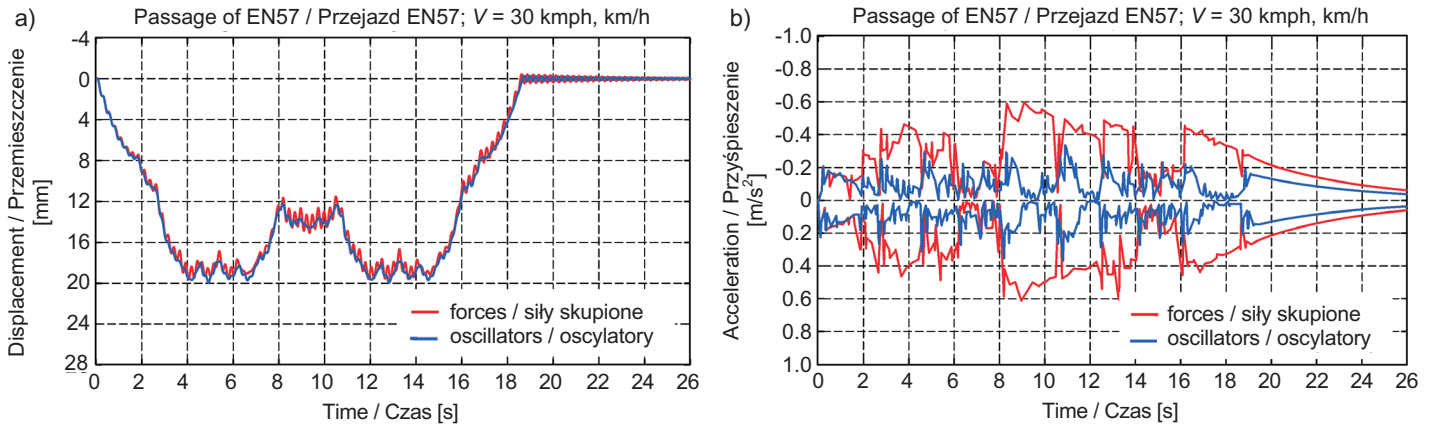 a)
Passage of EN57 / Przejazd EN57; V = 30 kmph, km/h
Displacement / Przemieszczenie
[mm]
-4
0
4
8
12
16
20
24
28
forces / siły skupione
oscillators / oscylatory
0 2 4 6 8 10 12 14 16 18 20 22 24 26
Time / Czas [s]
b)
Passage of EN57 / Przejazd EN57; V = 30 kmph, km/h
Acceleration / Przyśpieszenie
[m/s²]
-1.0
-0.8
-0.6
-0.4
-0.2
0
0.2
0.4
0.6
0.8
1.0
forces / siły skupione
oscillators / oscylatory
0 2 4 6 8 10 12 14 16 18 20 22 24 26
Time / Czas [s]